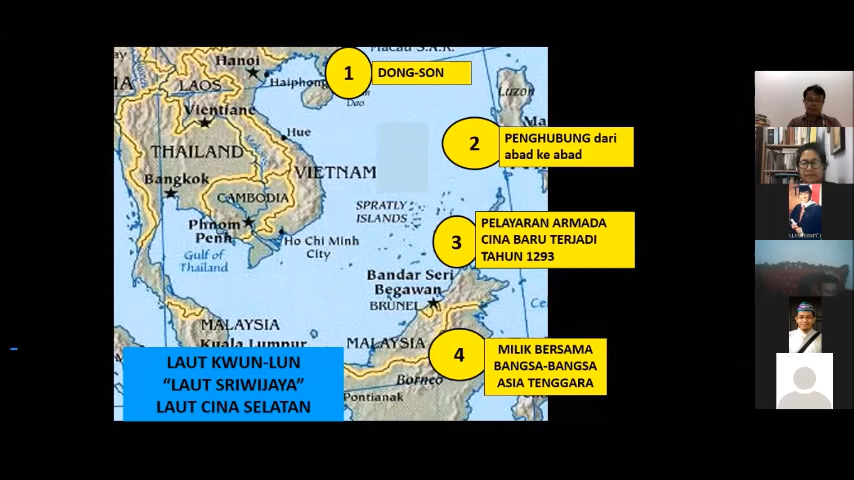 Macau S.A.R.
Hanoi
Haiphong
LAOS
Vientiane
Hue
THAILAND
VIETNAM
Bangkok
CAMBODIA
Phnom
Penh
Ho Chi Minh
City
Gulf of
Thailand
SPRATLY
ISLANDS
Luzon
Bandar Seri
Begawan
BRUNEI
MALAYSIA
Kuala Lumpur
MALAYSIA
Borneo
Pontianak
1
DONG-SON
2
PENGHUBUNG dari
abad ke abad
3
PELAYARAN ARMADA
CINA BARU TERJADI
TAHUN 1293
4
MILIK BERSAMA
BANGSA-BANGSA
ASIA TENGGARA
LAUT KWUN-LUN
“LAUT SRIWIJAYA”
LAUT CINA SELATAN